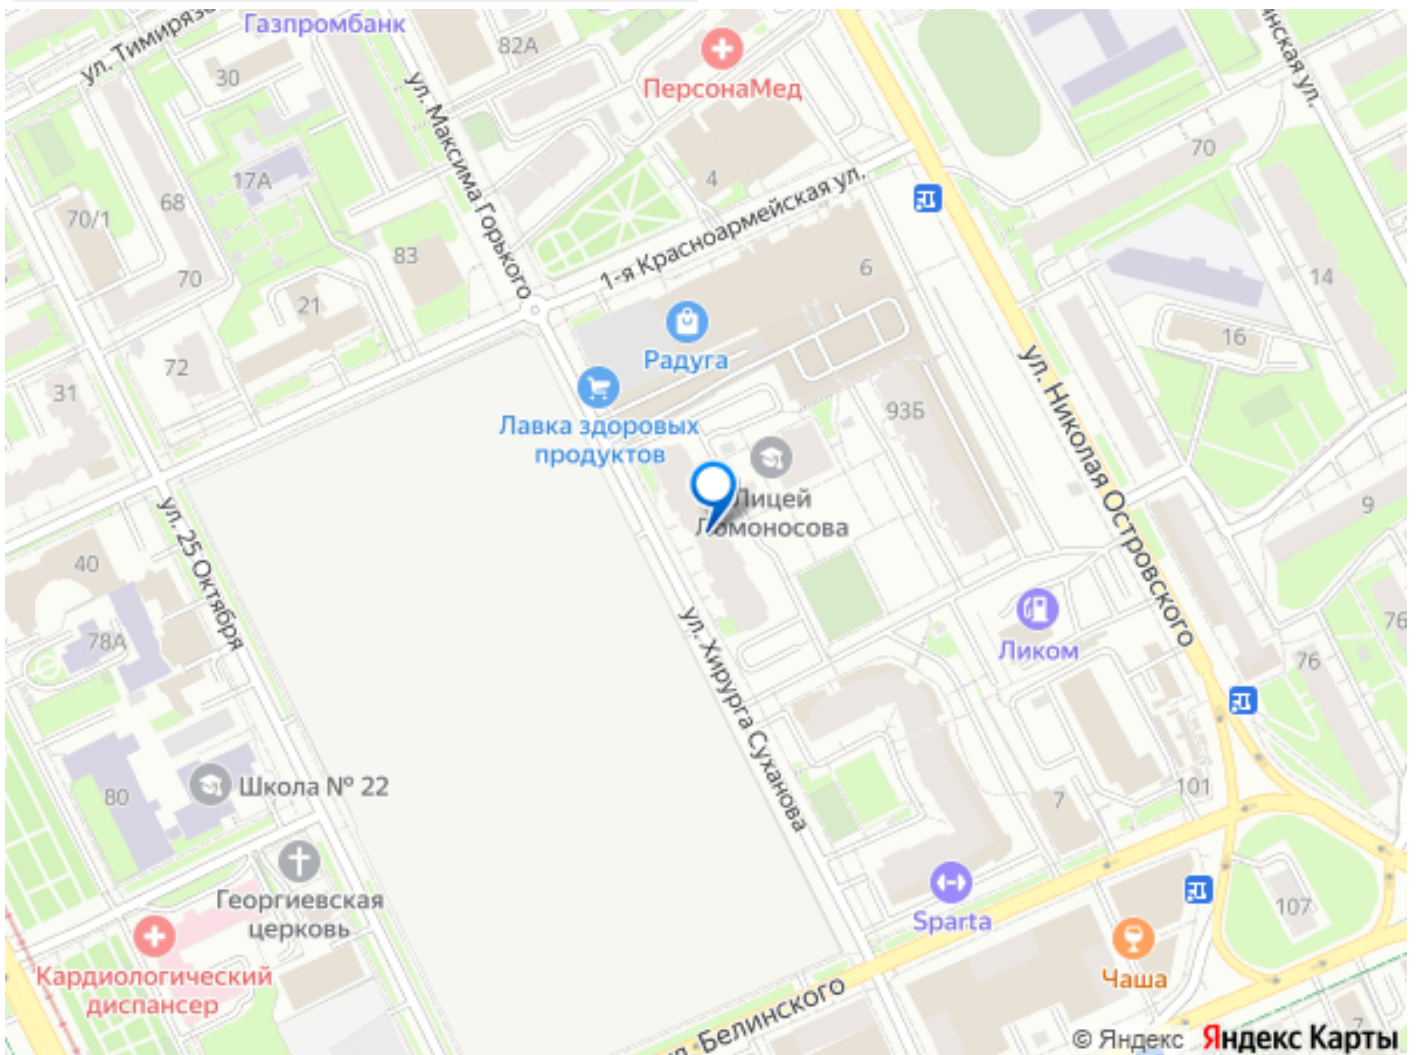 Газпромбанк
ул. Тимиряз
82А
ПерсонаМед
нская ул.
30
ул. Максима Горького
17А
4
70
68
70/1
1-я Красноармейская ул.
83
6
70
14
21
16
Радуга
72
31
ул. Николая Островского
93Б
Лавка здоровых
продуктов
Лицей
Ломоносова
9
ул. 25 Октября
40
78А
ул. Хирурга Суханова
Ликом
76
76
Школа № 22
80
7
101
Георгиевская
церковь
Sparta
107
Кардиологический
диспансер
Чаша
ул. Белинского
7
© Яндекс Яндекс Карты